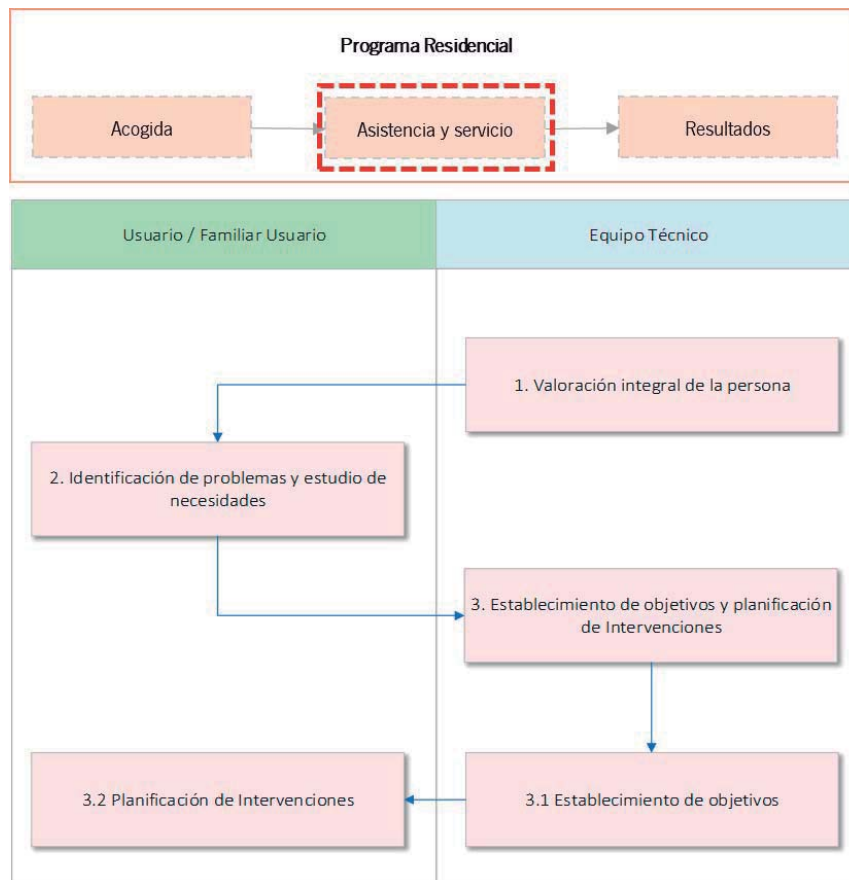 Programa Residencial
Acogida
Asistencia y servicio
Resultados
Usuario / Familiar Usuario
Equipo Técnico
1. Valoración integral de la persona
2. Identificación de problemas y estudio de
necesidades
3. Establecimiento de objetivos y planificación
de Intervenciones
3.2 Planificación de Intervenciones
3.1 Establecimiento de objetivos